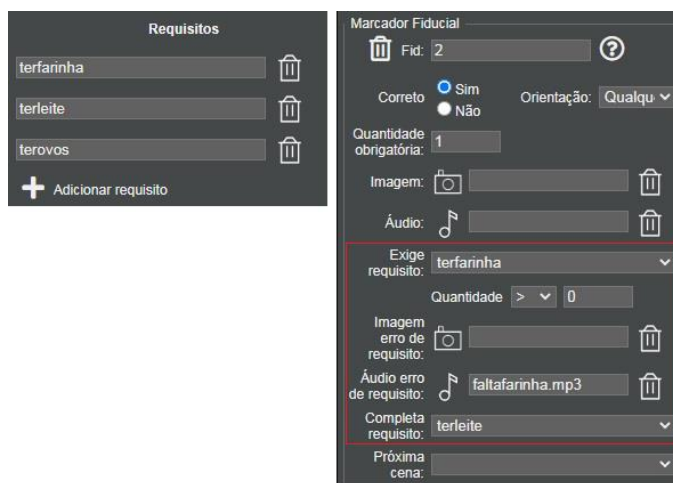 Requisitos
terfarinha
terleite
terovos
Adicionar requisito
Marcador Fiducial
Fid: 2 ?
Correto Sim Não Orientação: Qualqu
Quantidade
obrigatória: 1
Imagem:
Áudio:
Exige
requisito: terfarinha
Quantidade > 0
Imagem
erro de
requisito:
Áudio erro
de requisito: faltafarinha.mp3
Completa
requisito: terleite
Próxima
cena: